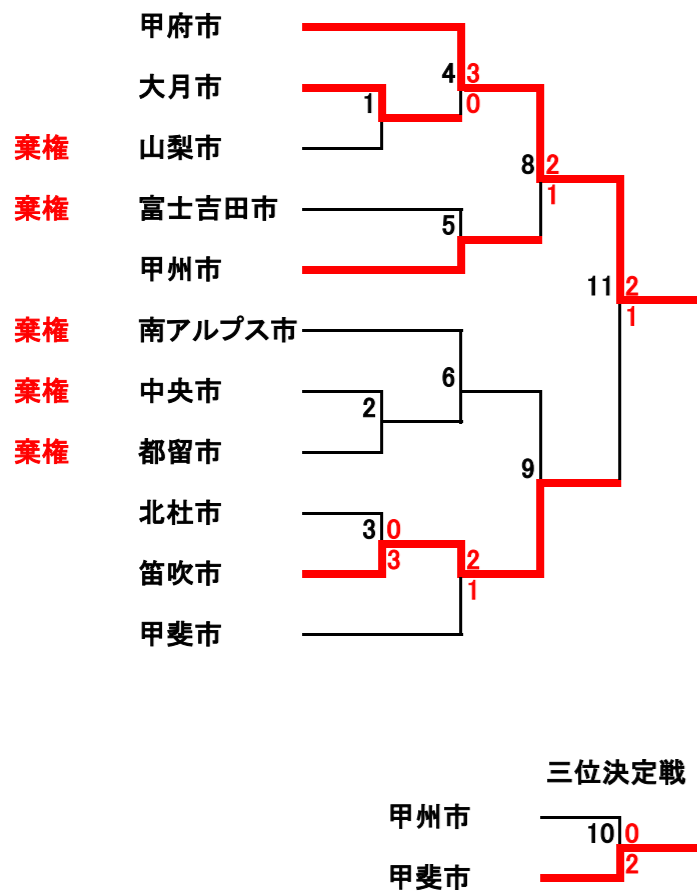 甲府市
4 3
大月市
1 0
棄権 山梨市
8 2
棄権 富士吉田市
1
5
甲州市
11 2
棄権 南アルプス市
1
6
棄権 中央市
2
棄権 都留市
9
北杜市
3 0
3 2
笛吹市
1
甲斐市
三位決定戦
甲州市
10 0
2
甲斐市